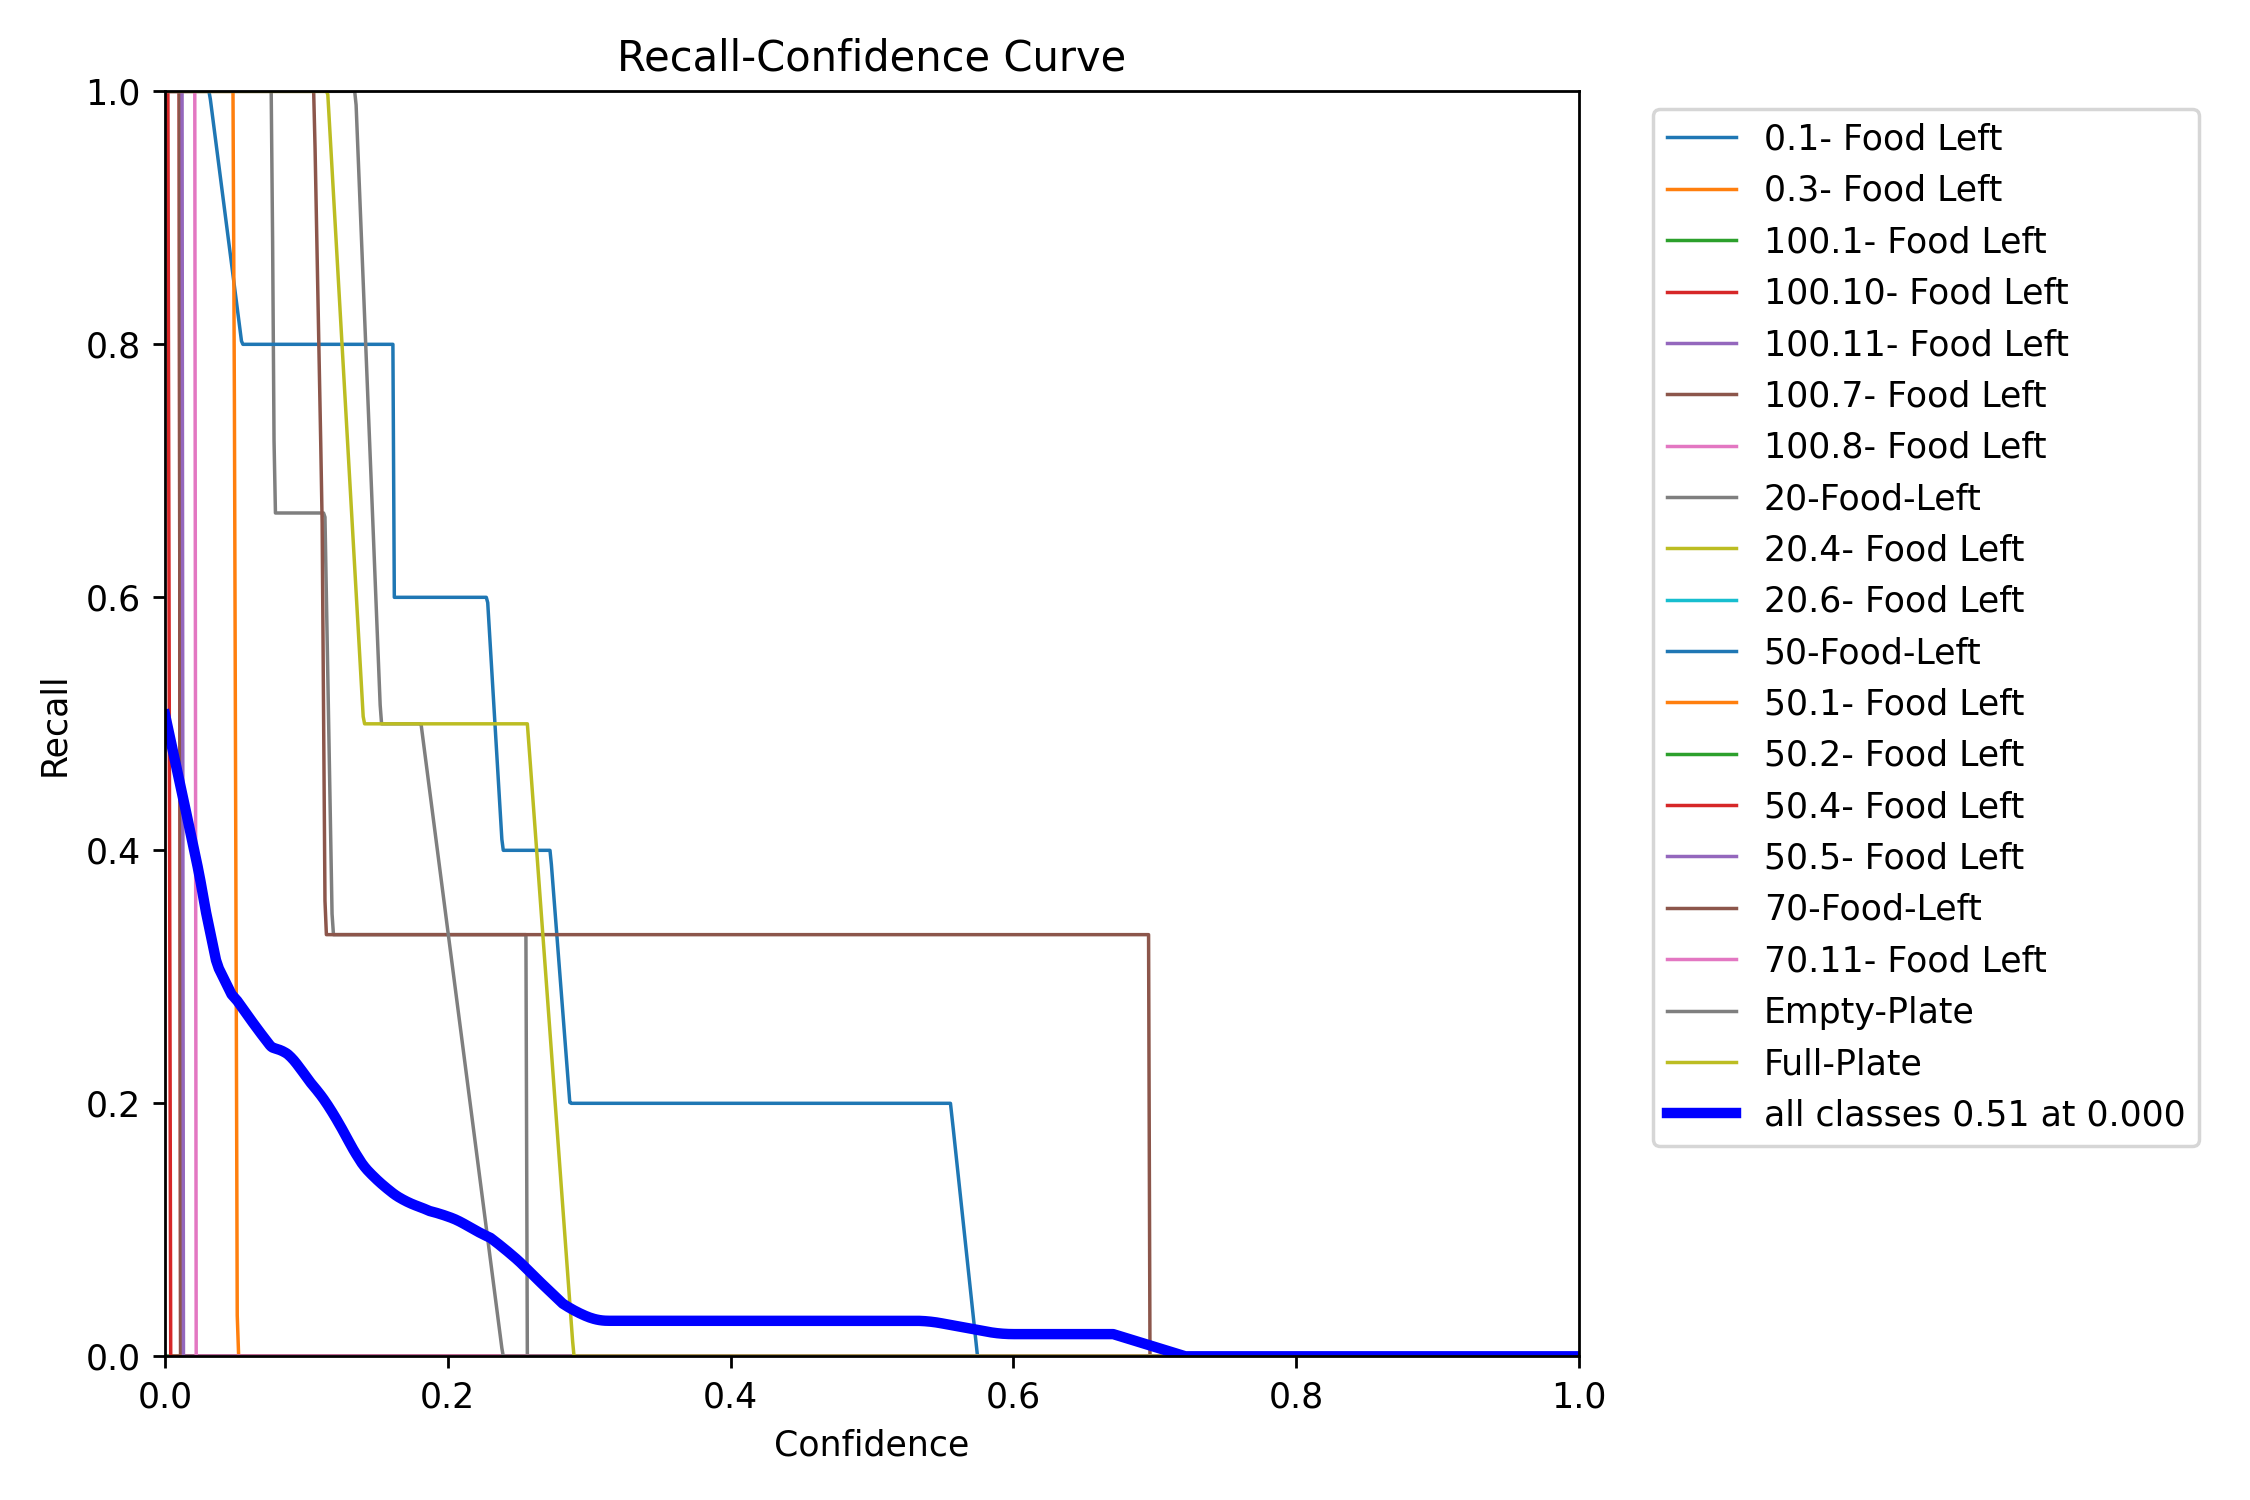 Recall-Confidence Curve
1.0
0.8
0.6
0.4
0.2
0.0
Recall
0.0 0.2 0.4 0.6 0.8 1.0
Confidence
0.1- Food Left
0.3- Food Left
100.1- Food Left
100.10- Food Left
100.11- Food Left
100.7- Food Left
100.8- Food Left
20-Food-Left
20.4- Food Left
20.6- Food Left
50-Food-Left
50.1- Food Left
50.2- Food Left
50.4- Food Left
50.5- Food Left
70-Food-Left
70.11- Food Left
Empty-Plate
Full-Plate
all classes 0.51 at 0.000